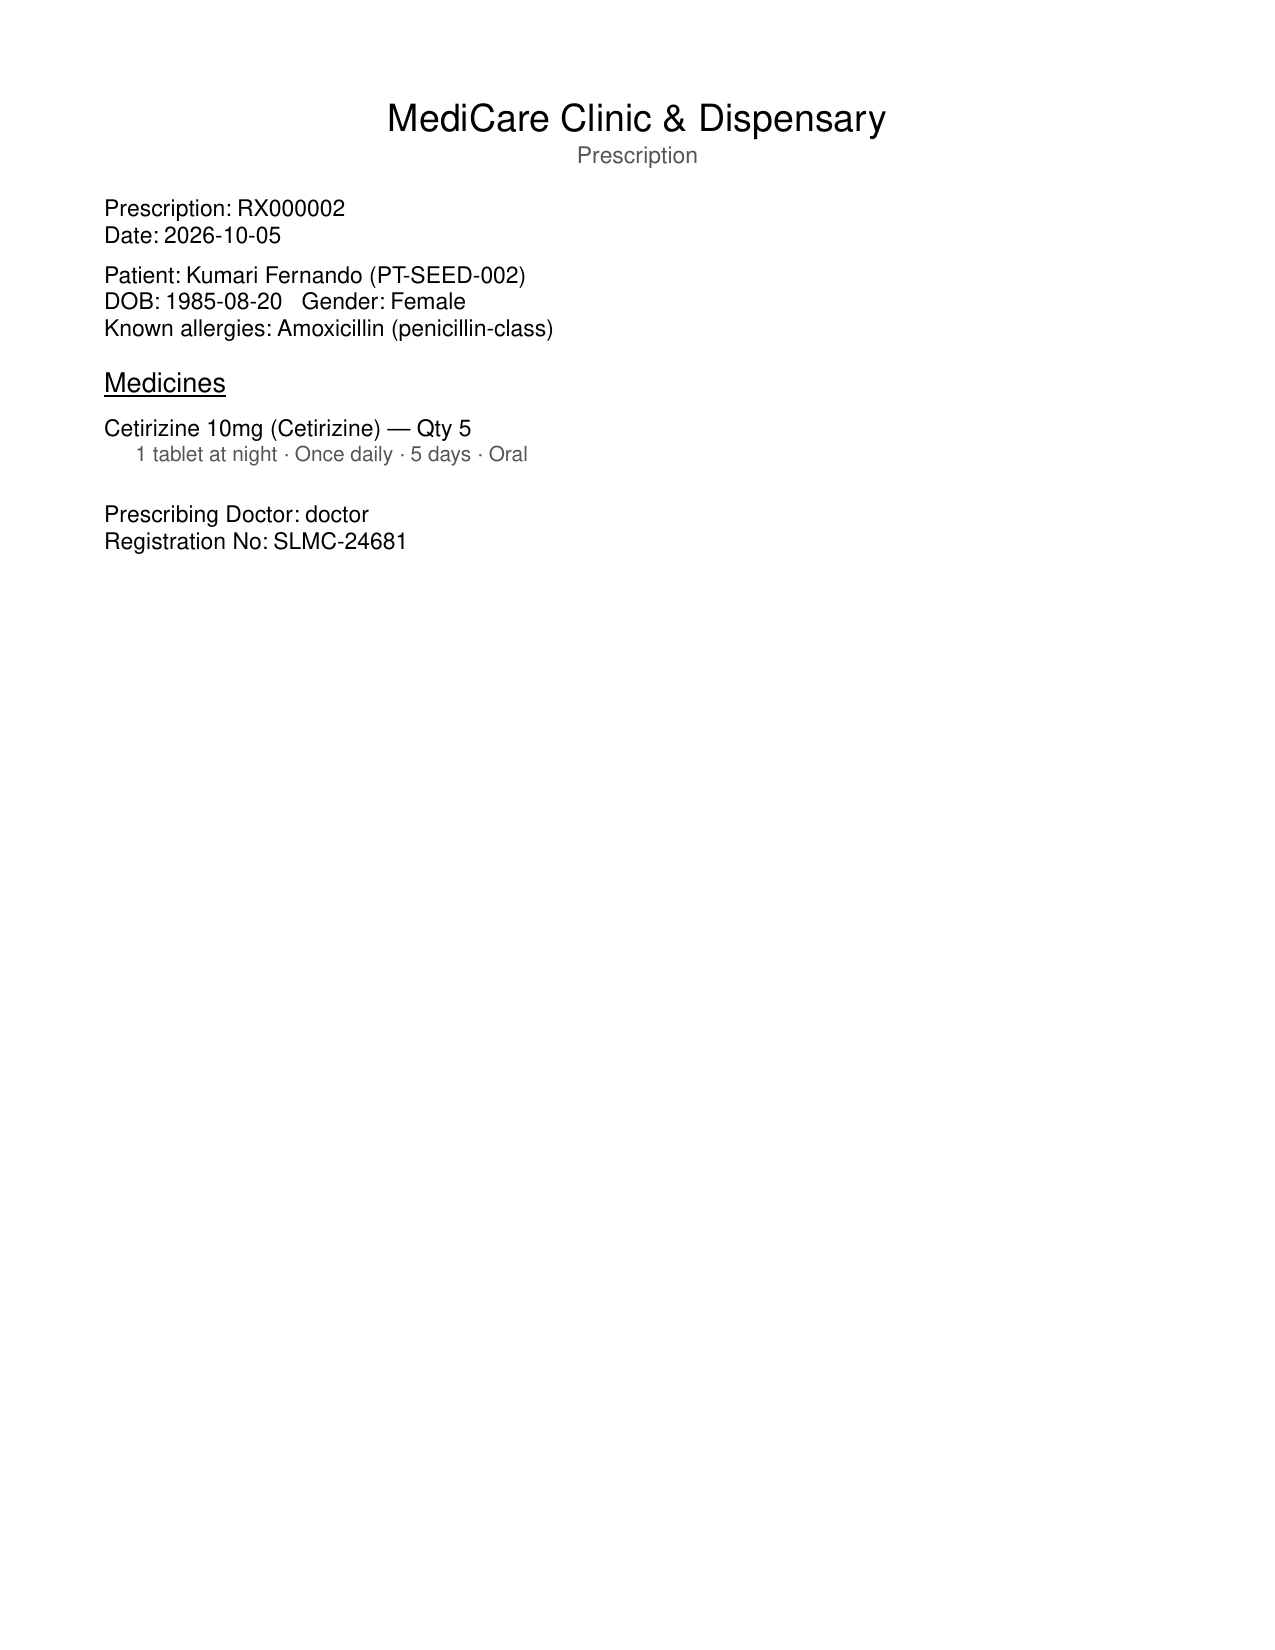 MediCare Clinic & Dispensary
Prescription
Prescription: RX000002
Date: 2026-10-05
Patient: Kumari Fernando (PT-SEED-002)
DOB: 1985-08-20   Gender: Female
Known allergies: Amoxicillin (penicillin-class)
Medicines
Cetirizine 10mg (Cetirizine) — Qty 5
1 tablet at night · Once daily · 5 days · Oral
Prescribing Doctor: doctor
Registration No: SLMC-24681